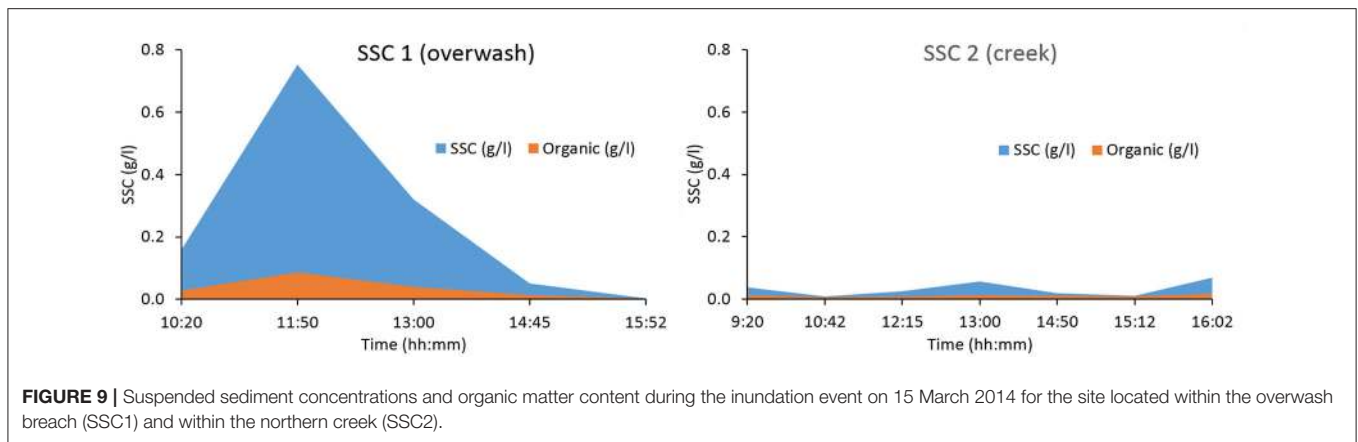 SSC 1 (overwash)
0.8
0.6
0.4
0.2
0.0
SSC (g/l)
SSC (g/l) Organic (g/l)
10:20 11:50 13:00 14:45 15:52
Time (hh:mm)
SSC 2 (creek)
0.8
0.6
0.4
0.2
0.0
SSC (g/l)
SSC (g/l) Organic (g/l)
9:20 10:42 12:15 13:00 14:50 15:12 16:02
Time (hh:mm)
FIGURE 9 | Suspended sediment concentrations and organic matter content during the inundation event on 15 March 2014 for the site located within the overwash
breach (SSC1) and within the northern creek (SSC2).